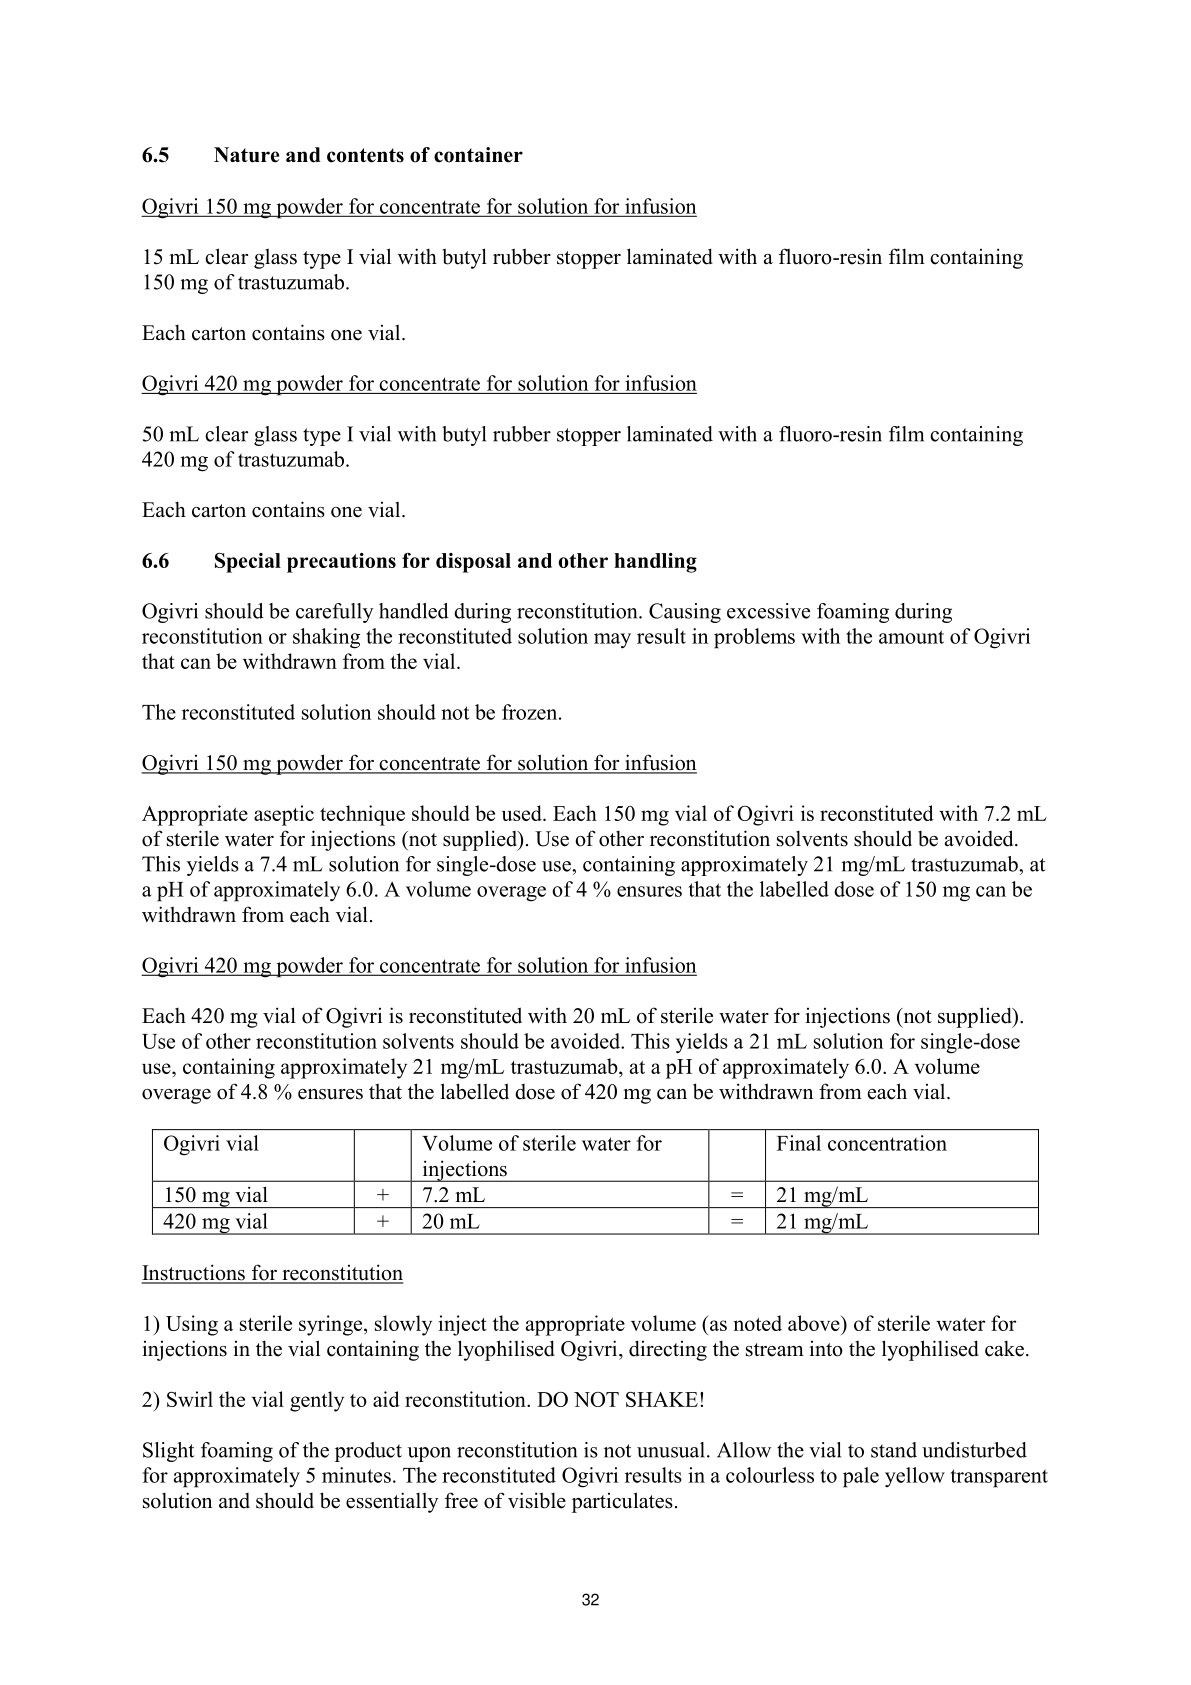 6.5 Nature and contents of container
Ogivri 150 mg powder for concentrate for solution for infusion
15 mL clear glass type I vial with butyl rubber stopper laminated with a fluoro-resin film containing
150 mg of trastuzumab.
Each carton contains one vial.
Ogivri 420 mg powder for concentrate for solution for infusion
50 mL clear glass type I vial with butyl rubber stopper laminated with a fluoro-resin film containing
420 mg of trastuzumab.
Each carton contains one vial.
6.6 Special precautions for disposal and other handling
Ogivri should be carefully handled during reconstitution. Causing excessive foaming during
reconstitution or shaking the reconstituted solution may result in problems with the amount of Ogivri
that can be withdrawn from the vial.
The reconstituted solution should not be frozen.
Ogivri 150 mg powder for concentrate for solution for infusion
Appropriate aseptic technique should be used. Each 150 mg vial of Ogivri is reconstituted with 7.2 mL
of sterile water for injections (not supplied). Use of other reconstitution solvents should be avoided.
This yields a 7.4 mL solution for single-dose use, containing approximately 21 mg/mL trastuzumab, at
a pH of approximately 6.0. A volume overage of 4 % ensures that the labelled dose of 150 mg can be
withdrawn from each vial.
Ogivri 420 mg powder for concentrate for solution for infusion
Each 420 mg vial of Ogivri is reconstituted with 20 mL of sterile water for injections (not supplied).
Use of other reconstitution solvents should be avoided. This yields a 21 mL solution for single-dose
use, containing approximately 21 mg/mL trastuzumab, at a pH of approximately 6.0. A volume
overage of 4.8 % ensures that the labelled dose of 420 mg can be withdrawn from each vial.
Ogivri vial Volume of sterile water for Final concentration
injections
150 mg vial + 7.2 mL = 21 mg/mL
420 mg vial + 20 mL = 21 mg/mL
Instructions for reconstitution
1) Using a sterile syringe, slowly inject the appropriate volume (as noted above) of sterile water for
injections in the vial containing the lyophilised Ogivri, directing the stream into the lyophilised cake.
2) Swirl the vial gently to aid reconstitution. DO NOT SHAKE!
Slight foaming of the product upon reconstitution is not unusual. Allow the vial to stand undisturbed
for approximately 5 minutes. The reconstituted Ogivri results in a colourless to pale yellow transparent
solution and should be essentially free of visible particulates.
32